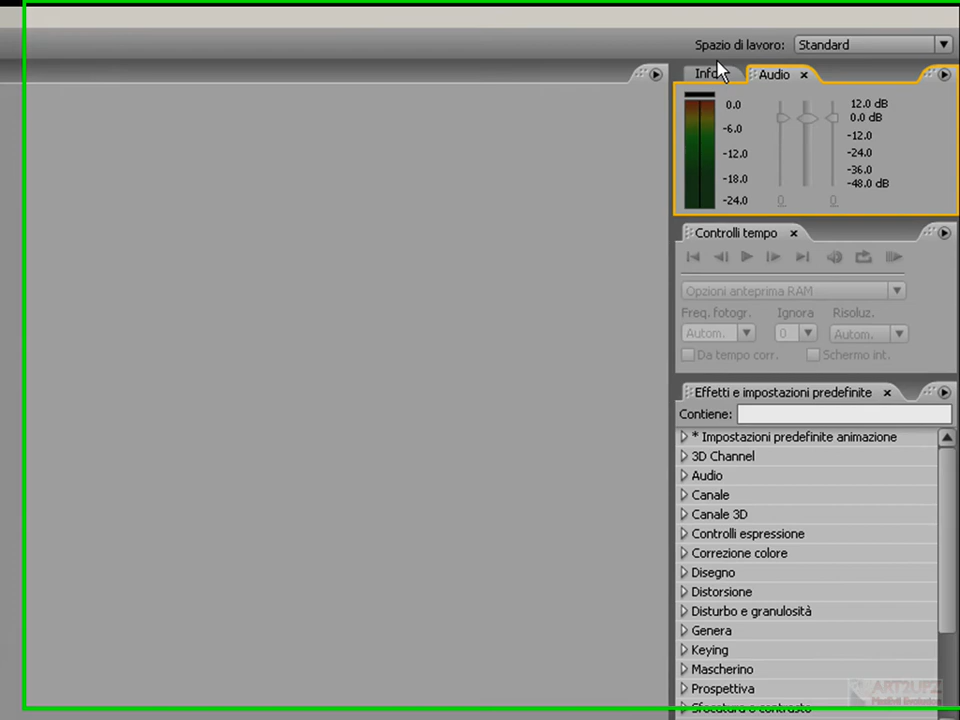 Spazio di lavoro: Standard
Info Audio
0.0
-6.0
-12.0
-18.0
-24.0
12.0 dB
0.0 dB
-12.0
-24.0
-36.0
-48.0 dB
0 0
Controlli tempo
Opzioni anteprima RAM
Freq. fotogr. Ignora Risoluz.
Autom. 0 Autom.
Da tempo corr. Schermo int.
Effetti e impostazioni predefinite
Contiene:
* Impostazioni predefinite animazione
3D Channel
Audio
Canale
Canale 3D
Controlli espressione
Correzione colore
Disegno
Distorsione
Disturbo e granulosità
Genera
Keying
Mascherino
Prospettiva
Sfocatura e contrasto
ART2UPZ